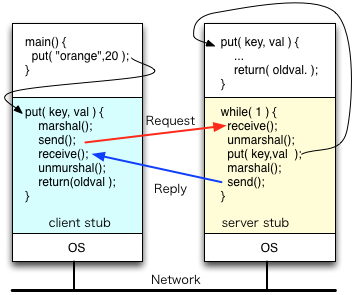 main() {
put( "orange",20 );
}
put( key, val ) {
marshal();
send();
receive();
unmurshal();
return(oldval );
}
client stub
OS
Request
Reply
put( key, val ) {
...
return( oldval. );
}
while( 1 ) {
receive();
unmarshal();
put( key,val );
marshal();
send();
}
server stub
OS
Network